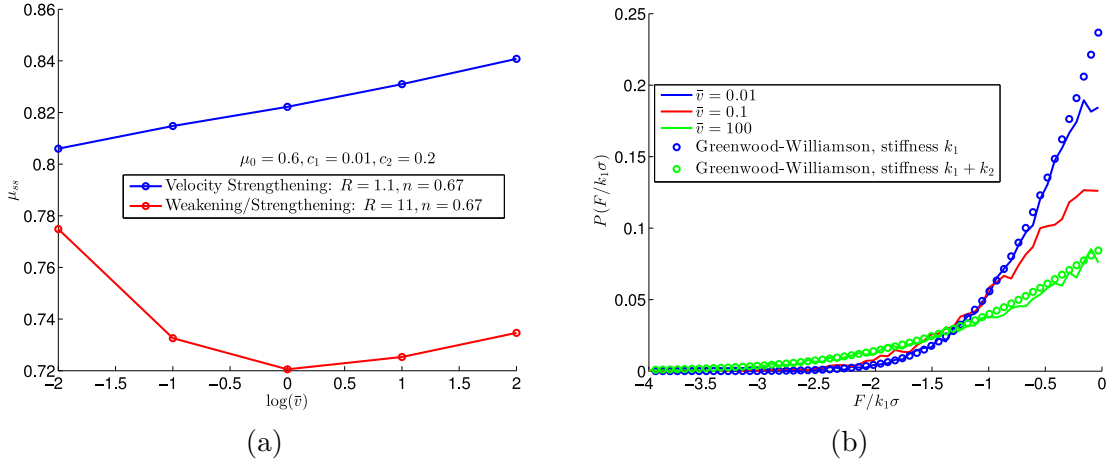 0.86
0.84
0.82
0.8
0.78
0.76
0.74
0.72
μ_ss
−2 −1.5 −1 −0.5 0 0.5 1 1.5 2
log(v̄)
μ₀ = 0.6, c₁ = 0.01, c₂ = 0.2
Velocity Strengthening: R = 1.1, n = 0.67
Weakening/Strengthening: R = 11, n = 0.67
(a)
0.25
0.2
0.15
0.1
0.05
0
P(F/k₁σ)
v̄ = 0.01
v̄ = 0.1
v̄ = 100
Greenwood-Williamson, stiffness k₁
Greenwood-Williamson, stiffness k₁ + k₂
−4 −3.5 −3 −2.5 −2 −1.5 −1 −0.5 0
F/k₁σ
(b)